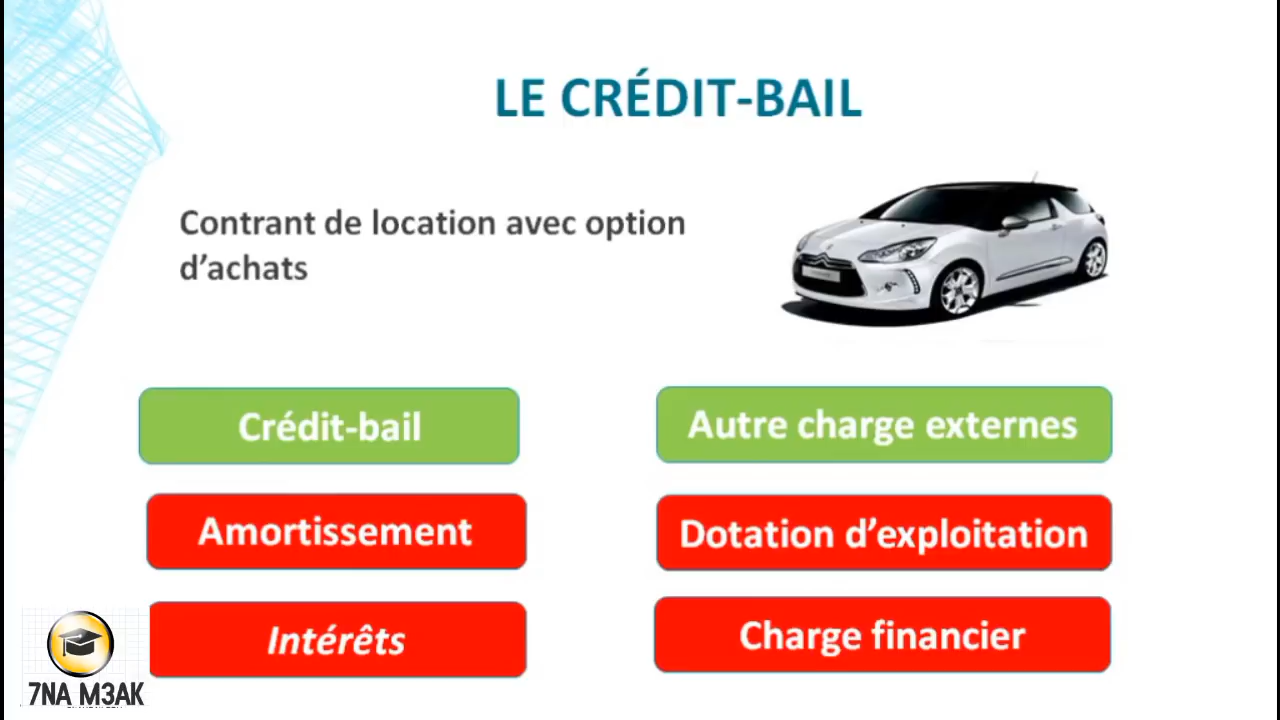 LE CRÉDIT-BAIL
Contrant de location avec option
d’achats
Crédit-bail
Autre charge externes
Amortissement
Dotation d’exploitation
Intérêts
Charge financier
7NA M3AK